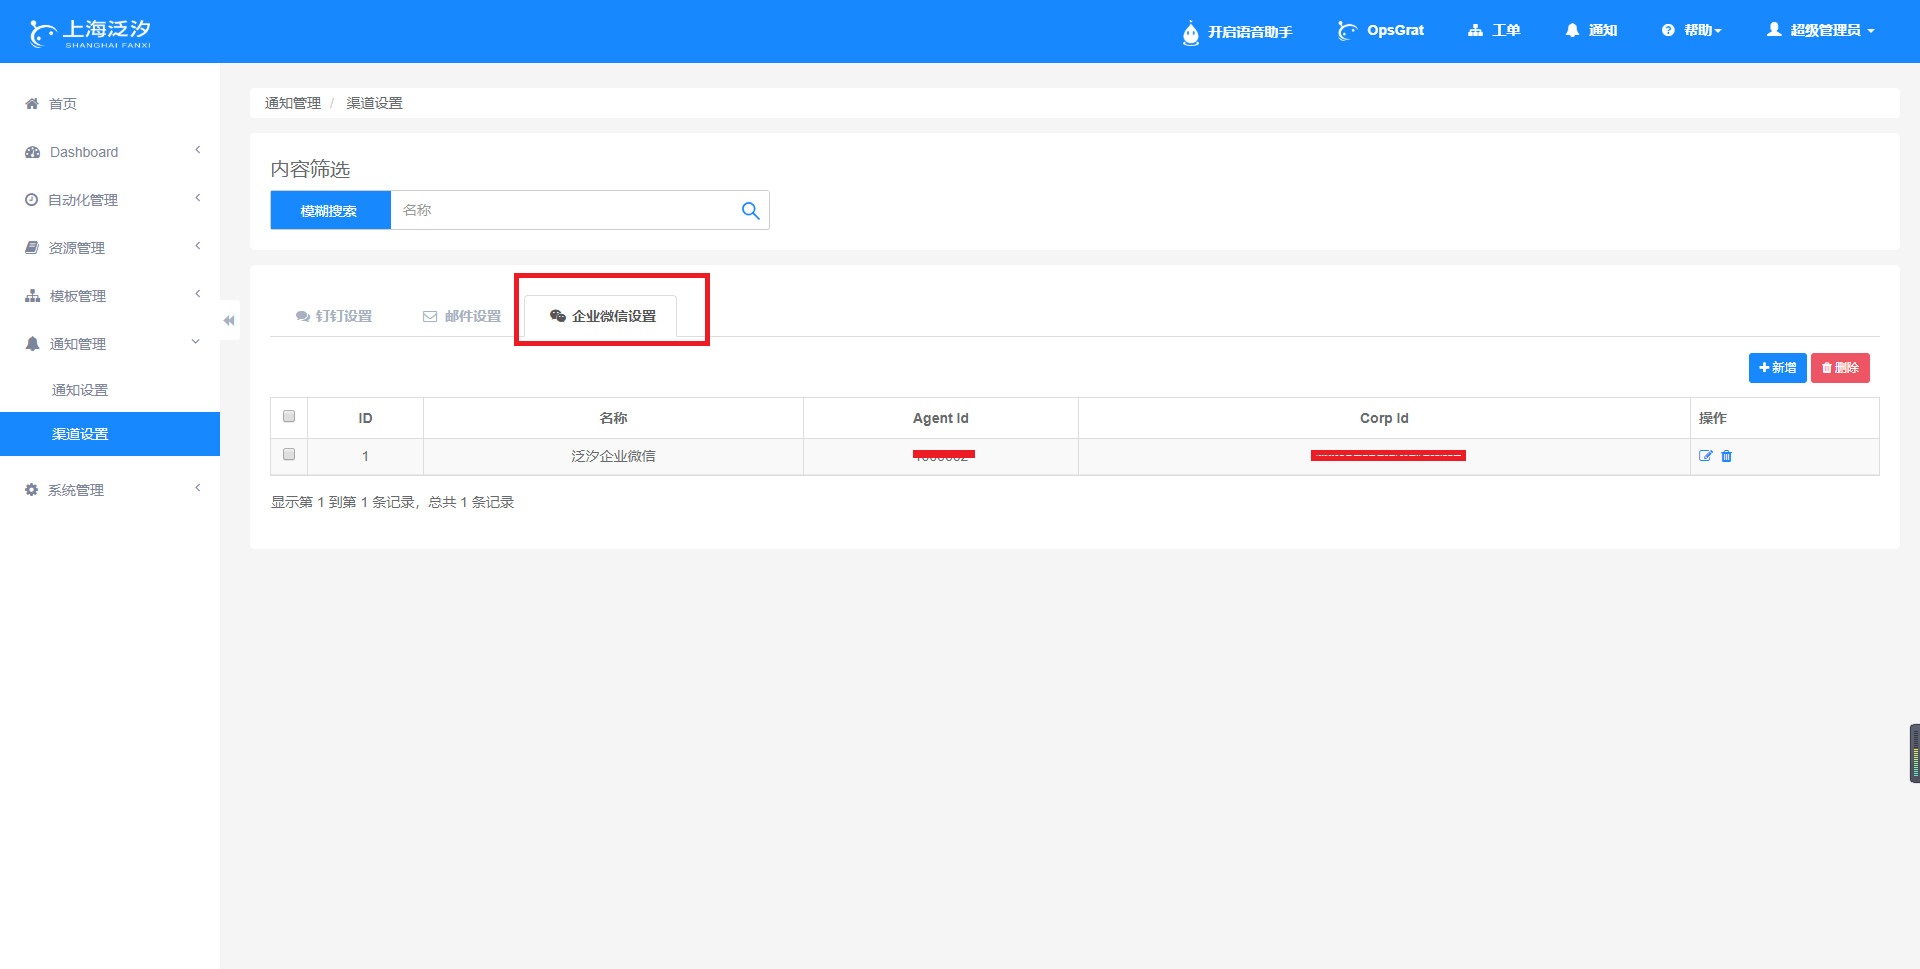 上海泛汐
SHANGHAI FANXI
开启语音助手
OpsGrat
工单
通知
帮助
超级管理员
首页
Dashboard
自动化管理
资源管理
模板管理
通知管理
通知设置
渠道设置
系统管理
通知管理 / 渠道设置
内容筛选
模糊搜索 名称
钉钉设置 邮件设置 企业微信设置
新增 删除
ID 名称 Agent Id Corp Id 操作
1 泛汐企业微信
显示第 1 到第 1 条记录，总共 1 条记录